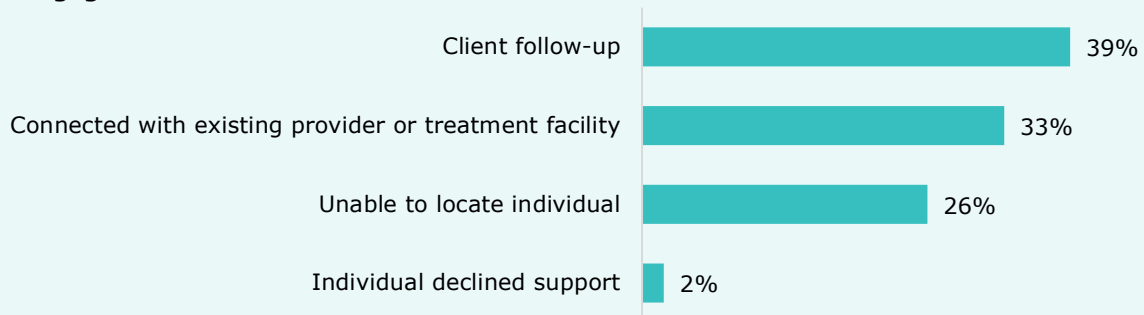 Client follow-up 39%
Connected with existing provider or treatment facility 33%
Unable to locate individual 26%
Individual declined support 2%